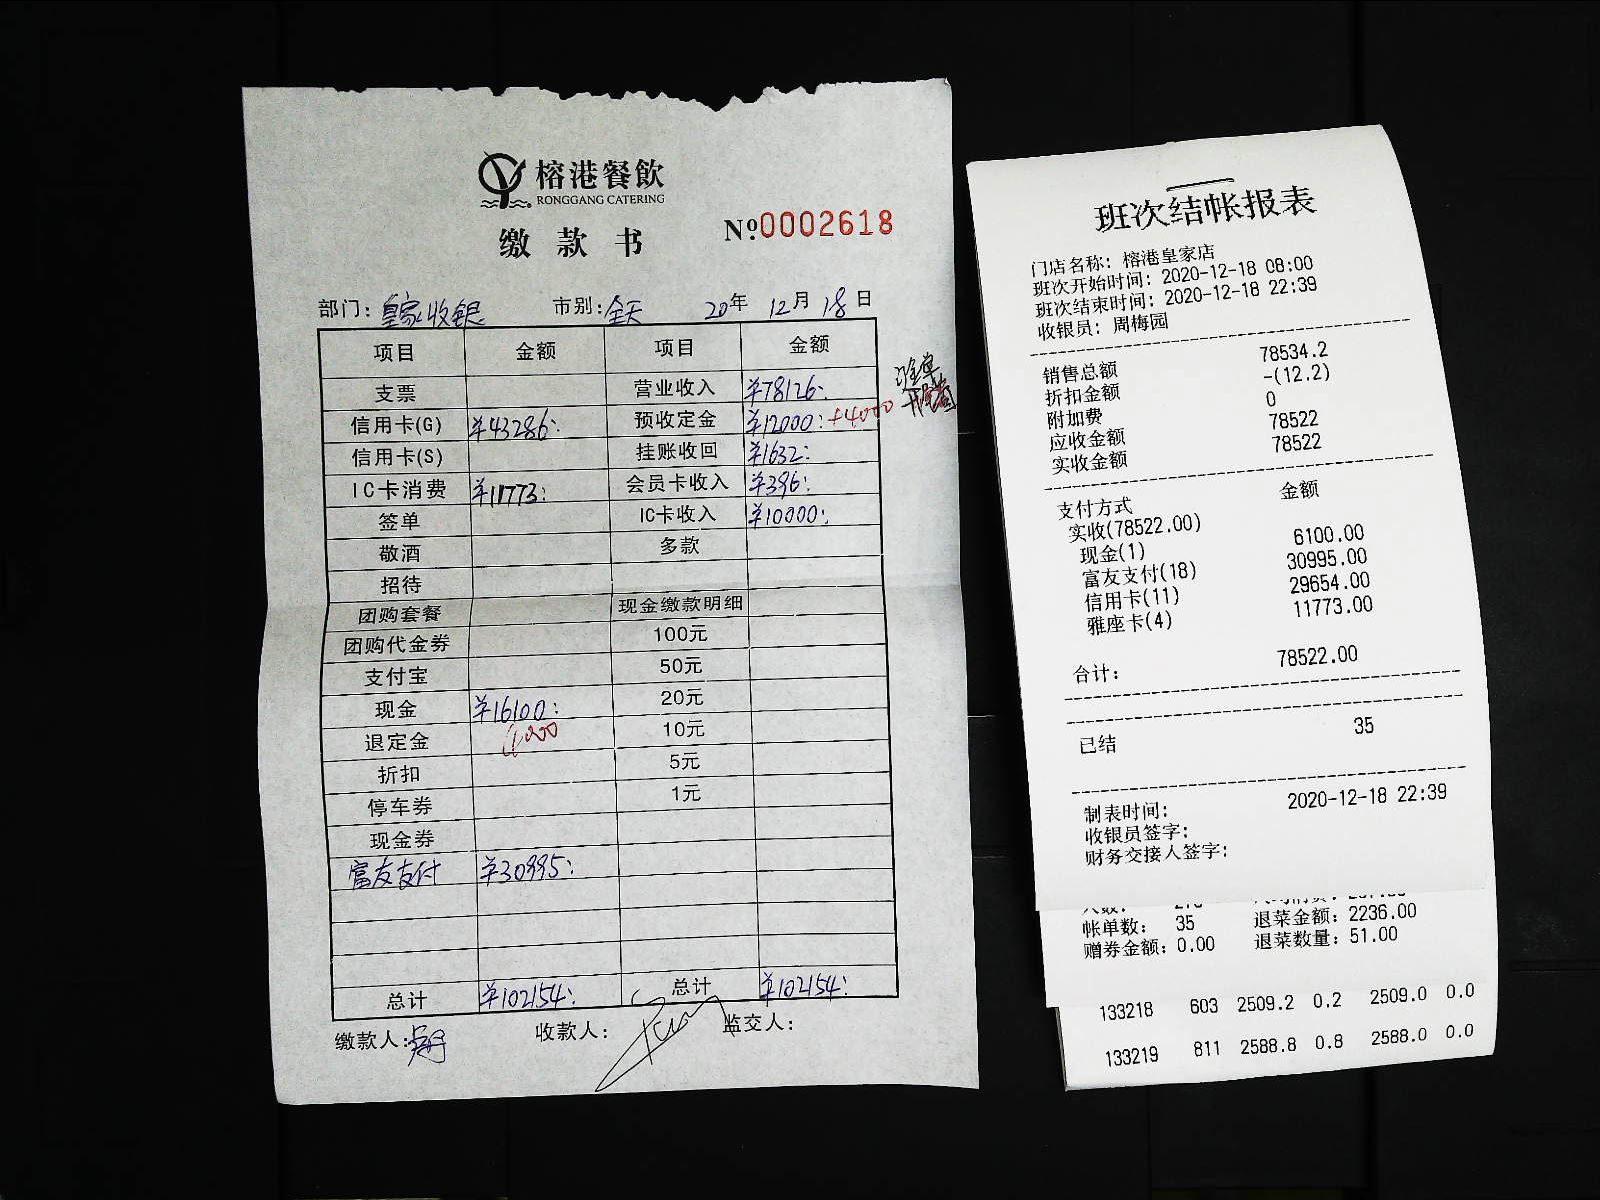 榕港餐飲
RONGGANG CATERING
缴款书
№0002618
部门：皇家收银 市别：全天 20年 12月 18日
项目 金额 项目 金额
支票 营业收入 ¥78126：
信用卡(G) ¥43286： 预收定金 ¥12000：+4000
信用卡(S) 挂账收回 ¥1632：
IC卡消费 ¥11773： 会员卡收入 ¥396：
签单 IC卡收入 ¥10000：
敬酒 多款
招待
团购套餐 现金缴款明细
团购代金券 100元
支付宝 50元
现金 ¥16100： 20元
退定金 10元
折扣 5元
停车券 1元
现金券
富友支付 ¥30995：
总计 ¥102154： 总计 ¥102154：
缴款人： 收款人： 监交人：
班次结帐报表
门店名称：榕港皇家店
班次开始时间：2020-12-18 08:00
班次结束时间：2020-12-18 22:39
收银员：周梅园
销售总额 78534.2
折扣金额 -(12.2)
附加费 0
应收金额 78522
实收金额 78522
支付方式 金额
实收(78522.00)
现金(1) 6100.00
富友支付(18) 30995.00
信用卡(11) 29654.00
雅座卡(4) 11773.00
合计： 78522.00
已结 35
制表时间： 2020-12-18 22:39
收银员签字：
财务交接人签字：
帐单数： 35 退菜金额：2236.00
赠券金额：0.00 退菜数量：51.00
133218 603 2509.2 0.2 2509.0 0.0
133219 811 2588.8 0.8 2588.0 0.0